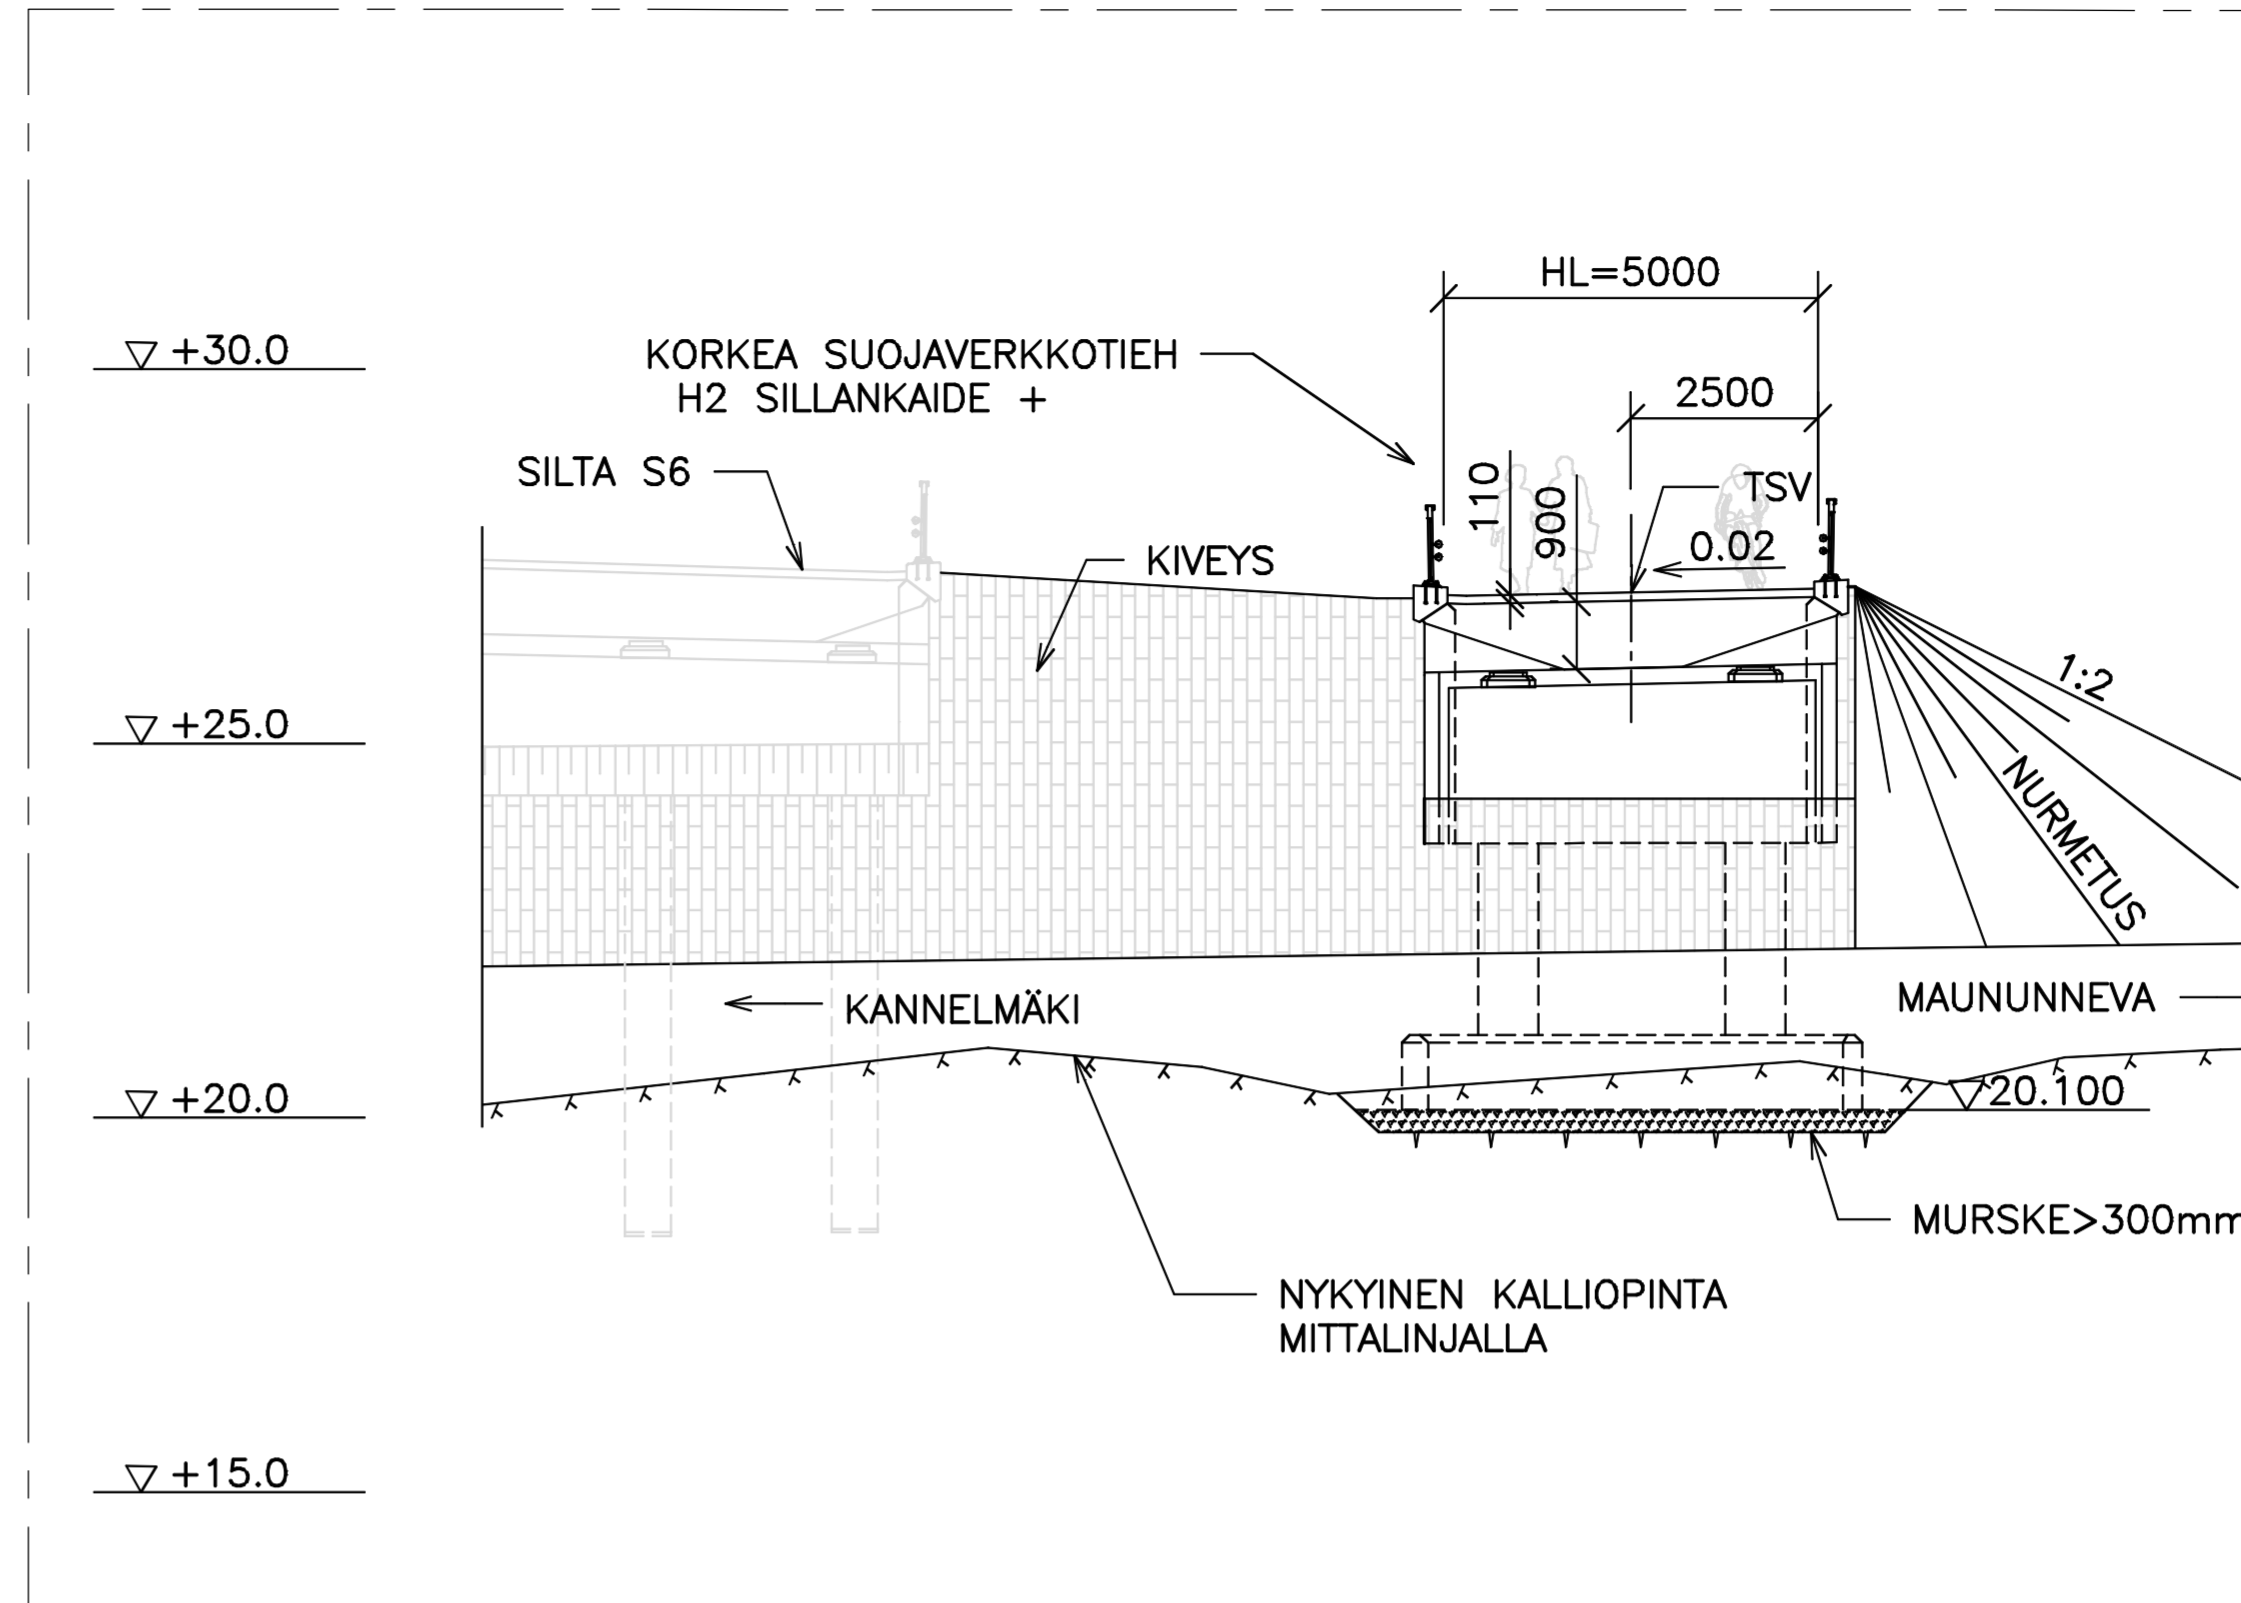 HL=5000
+30.0
KORKEA SUOJAVERKKOTIEH
H2 SILLANKAIDE +
2500
SILTA S6
110
900
TSV
0.02
KIVEYS
1:2
+25.0
NURMETUS
KANNELMÄKI
MAUNUNNEVA
+20.0
20.100
MURSKE>300mm
NYKYINEN KALLIOPINTA
MITTALINJALLA
+15.0